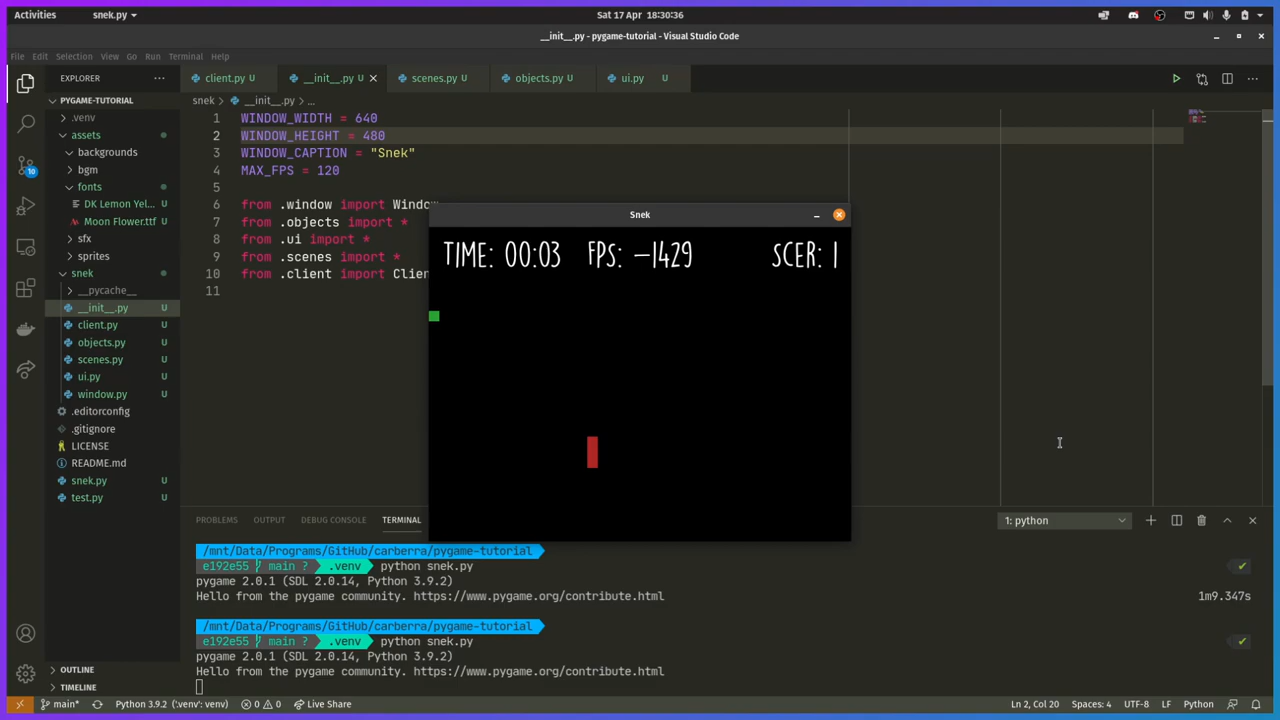 Activities snek.py Sat 17 Apr 18:30:36
__init__.py - pygame-tutorial - Visual Studio Code
File Edit Selection View Go Run Terminal Help
EXPLORER
client.py U
__init__.py U
scenes.py U
objects.py U
ui.py U
PYGAME-TUTORIAL
snek > __init__.py > ...
.venv
assets
backgrounds
bgm
fonts
DK Lemon Yel... U
Moon Flower.ttf U
sfx
sprites
snek
__pycache__
__init__.py U
client.py U
objects.py U
scenes.py U
ui.py U
window.py U
.editorconfig
.gitignore
LICENSE
README.md
snek.py U
test.py U
OUTLINE
TIMELINE
1 WINDOW_WIDTH = 640
2 WINDOW_HEIGHT = 480
3 WINDOW_CAPTION = "Snek"
4 MAX_FPS = 120
5
6 from .window import Window
7 from .objects import *
8 from .ui import *
9 from .scenes import *
10 from .client import Clien
11
Snek
TIME: 00:03 FPS: -1429 SCER: 1
PROBLEMS OUTPUT DEBUG CONSOLE TERMINAL 1: python
/mnt/Data/Programs/GitHub/carberra/pygame-tutorial
e192e55 main ? .venv python snek.py
pygame 2.0.1 (SDL 2.0.14, Python 3.9.2)
Hello from the pygame community. https://www.pygame.org/contribute.html 1m9.347s
/mnt/Data/Programs/GitHub/carberra/pygame-tutorial
e192e55 main ? .venv python snek.py
pygame 2.0.1 (SDL 2.0.14, Python 3.9.2)
Hello from the pygame community. https://www.pygame.org/contribute.html
10
main* Python 3.9.2 ('.venv': venv) 0 0 Live Share Ln 2, Col 20 Spaces: 4 UTF-8 LF Python